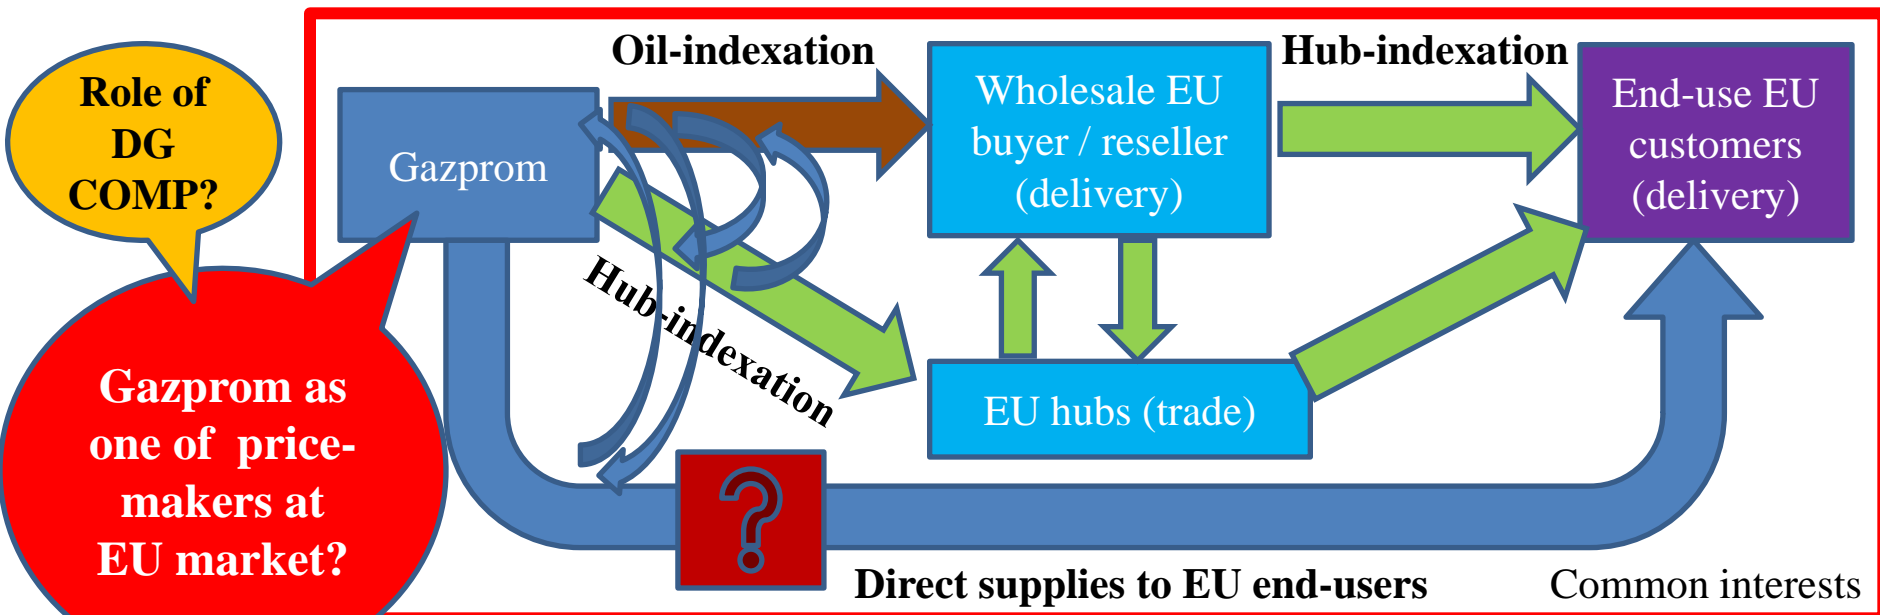 Role of
DG
COMP?
Gazprom as
one of price-
makers at
EU market?
Gazprom
Oil-indexation
Hub-indexation
Wholesale EU
buyer / reseller
(delivery)
Hub-indexation
End-use EU
customers
(delivery)
EU hubs (trade)
?
Direct supplies to EU end-users
Common interests